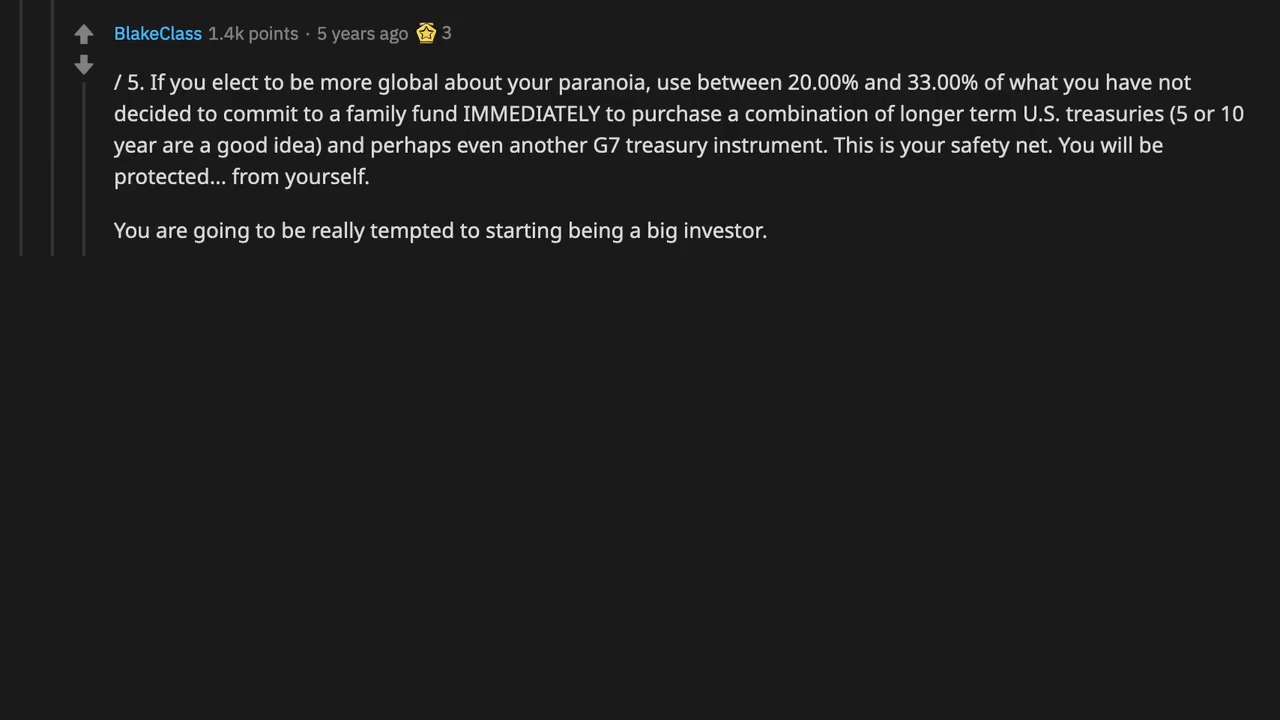 BlakeClass 1.4k points · 5 years ago 3
/ 5. If you elect to be more global about your paranoia, use between 20.00% and 33.00% of what you have not
decided to commit to a family fund IMMEDIATELY to purchase a combination of longer term U.S. treasuries (5 or 10
year are a good idea) and perhaps even another G7 treasury instrument. This is your safety net. You will be
protected... from yourself.
You are going to be really tempted to starting being a big investor.